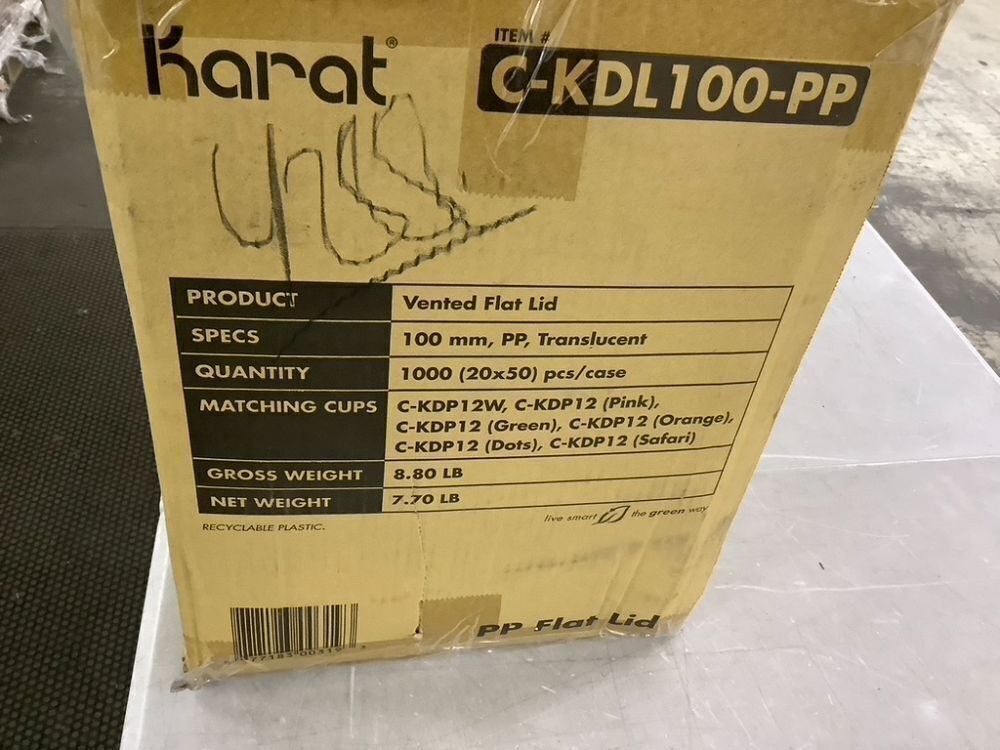 Karat®
ITEM #
C-KDL100-PP
PRODUCT Vented Flat Lid
SPECS 100 mm, PP, Translucent
QUANTITY 1000 (20x50) pcs/case
MATCHING CUPS C-KDP12W, C-KDP12 (Pink),
C-KDP12 (Green), C-KDP12 (Orange),
C-KDP12 (Dots), C-KDP12 (Safari)
GROSS WEIGHT 8.80 LB
NET WEIGHT 7.70 LB
RECYCLABLE PLASTIC.
live smart the green way
PP Flat Lid